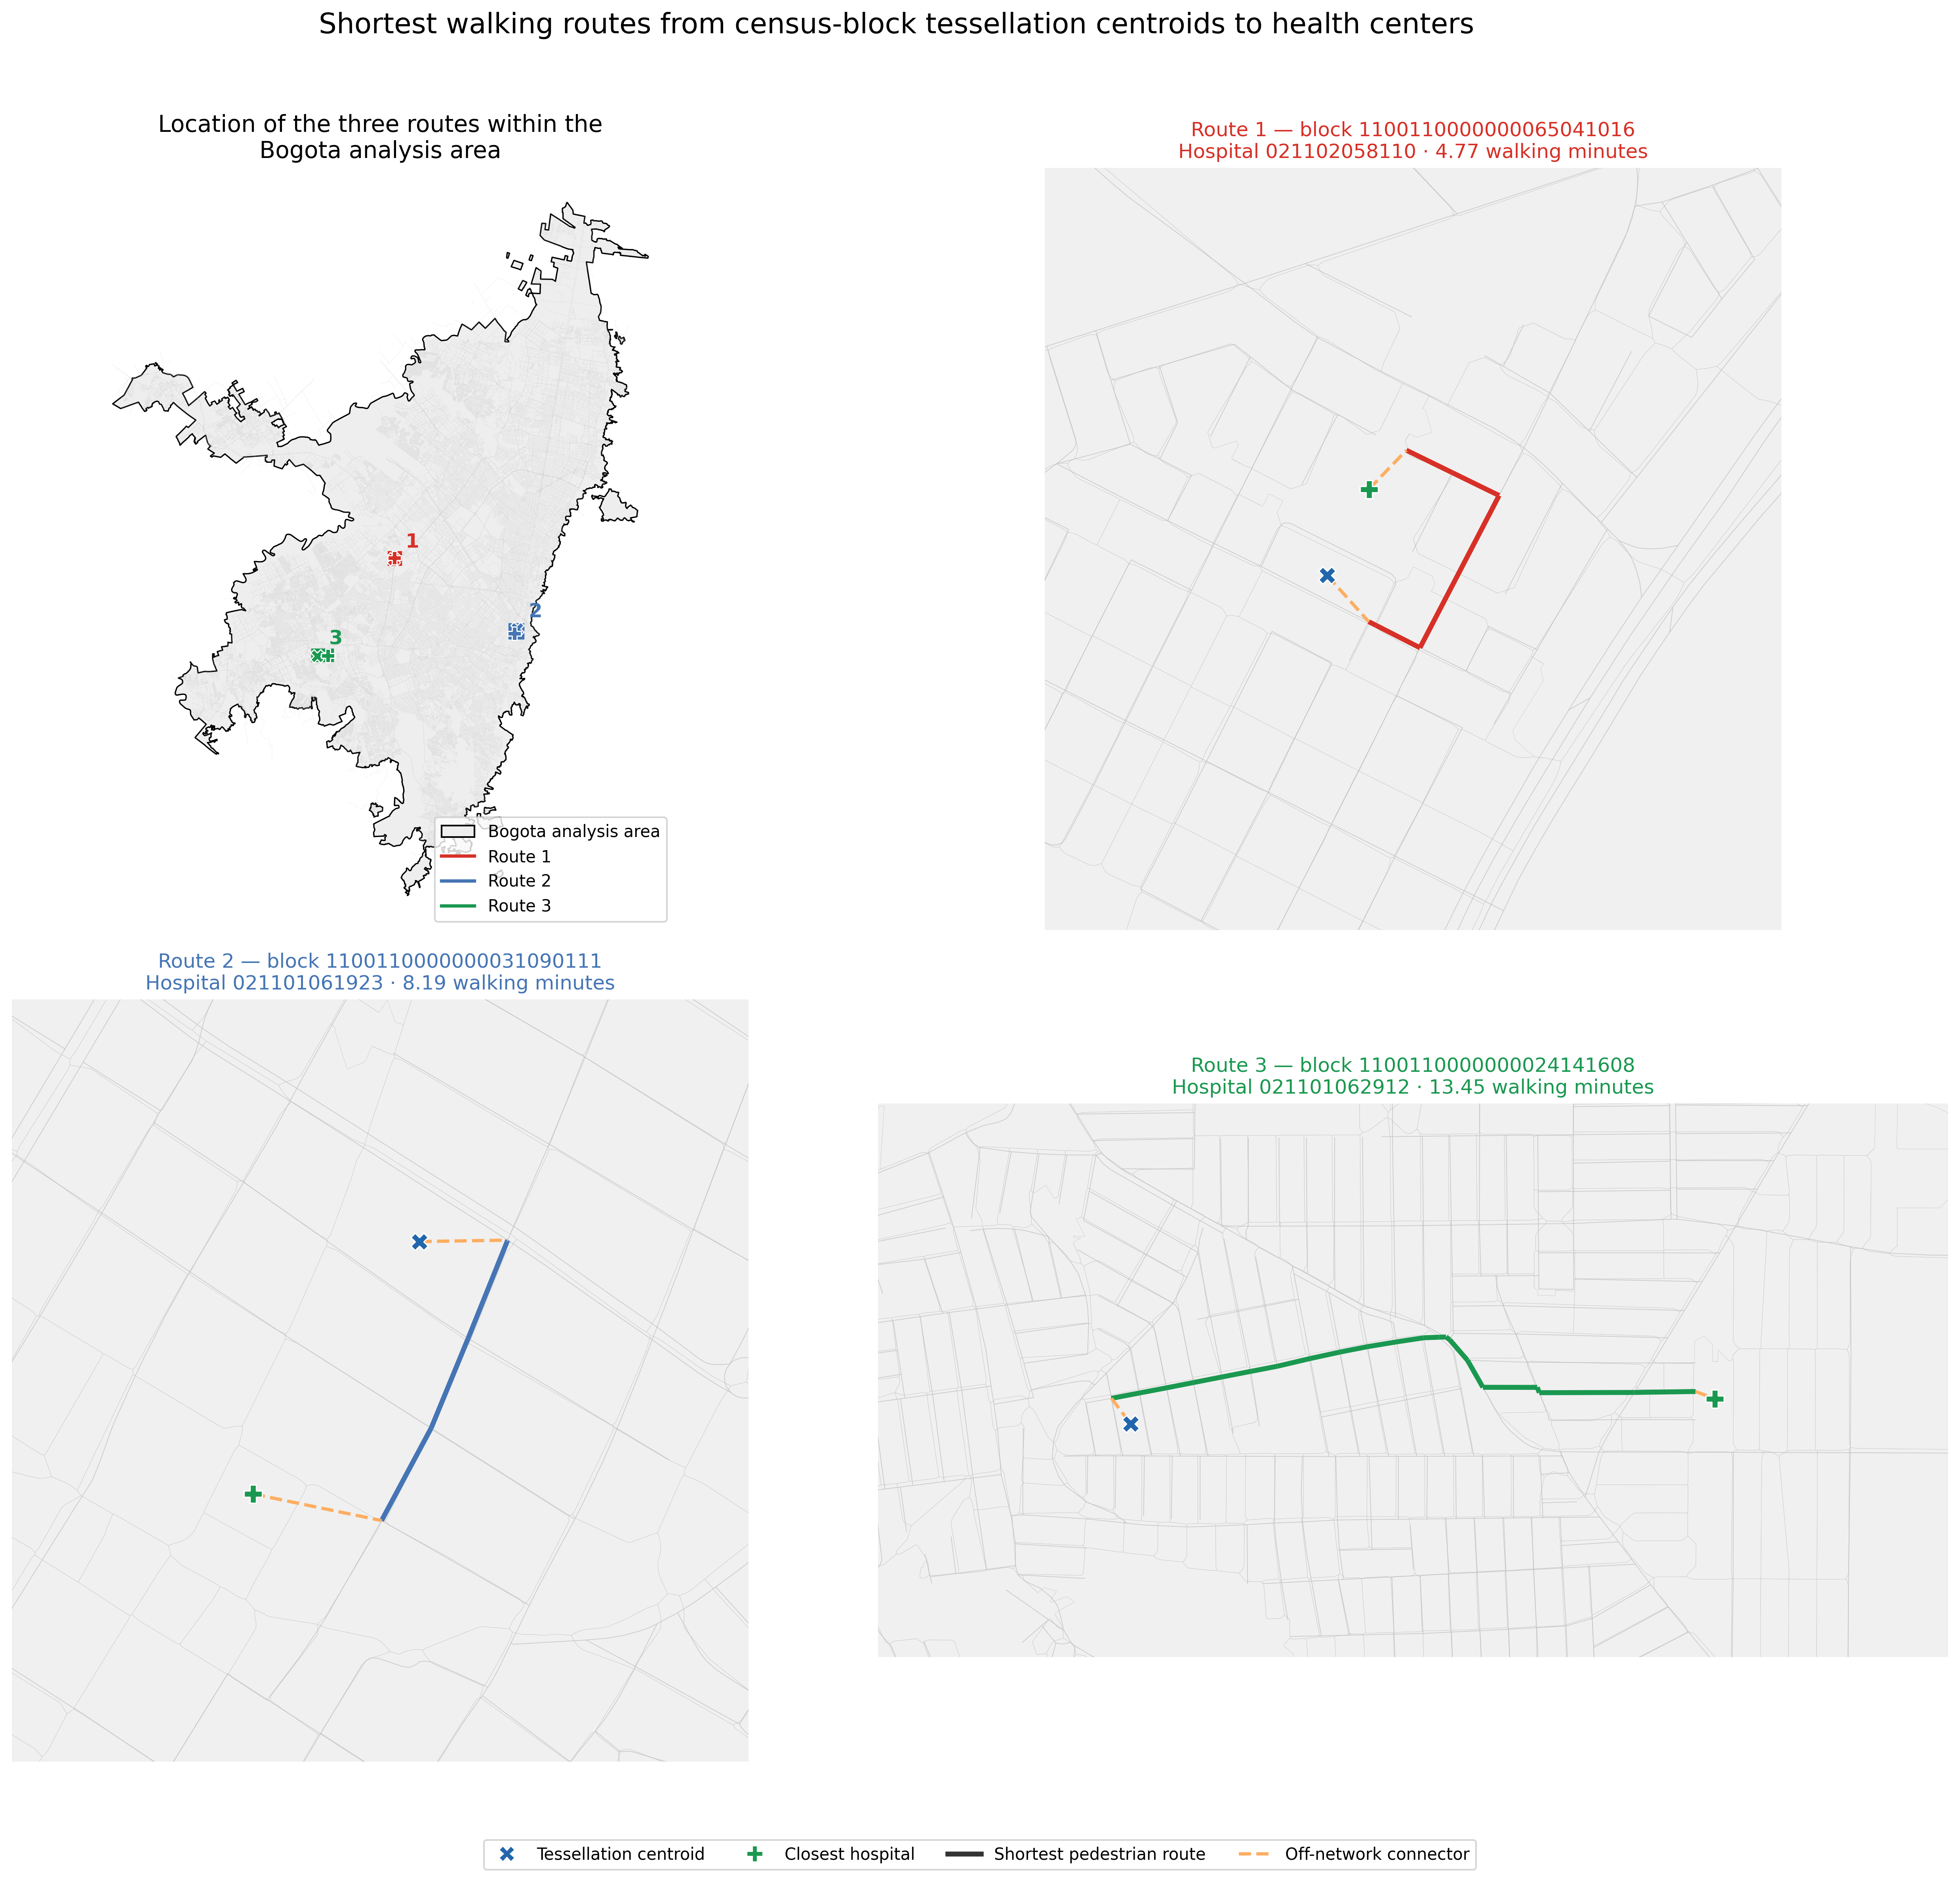 Shortest walking routes from census-block tessellation centroids to health centers
Location of the three routes within the
Bogota analysis area
1
2
3
Bogota analysis area
Route 1
Route 2
Route 3
Route 1 — block 1100110000000065041016
Hospital 021102058110 · 4.77 walking minutes
Route 2 — block 1100110000000031090111
Hospital 021101061923 · 8.19 walking minutes
Route 3 — block 1100110000000024141608
Hospital 021101062912 · 13.45 walking minutes
Tessellation centroid
Closest hospital
Shortest pedestrian route
Off-network connector